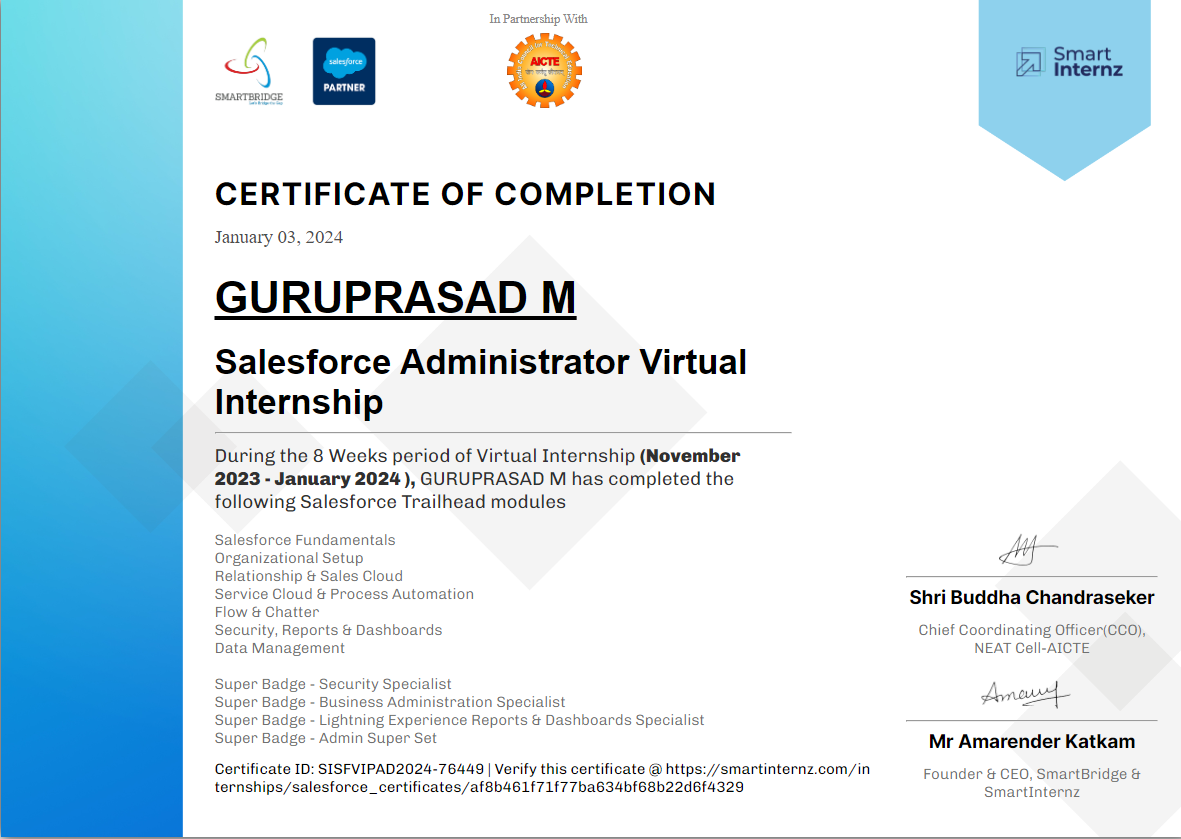 In Partnership With
SMARTBRIDGE
Let's Bridge the Gap
salesforce
PARTNER
AICTE
Smart
Internz
CERTIFICATE OF COMPLETION
January 03, 2024
GURUPRASAD M
Salesforce Administrator Virtual
Internship
During the 8 Weeks period of Virtual Internship (November
2023 - January 2024 ), GURUPRASAD M has completed the
following Salesforce Trailhead modules
Salesforce Fundamentals
Organizational Setup
Relationship & Sales Cloud
Service Cloud & Process Automation
Flow & Chatter
Security, Reports & Dashboards
Data Management
Super Badge - Security Specialist
Super Badge - Business Administration Specialist
Super Badge - Lightning Experience Reports & Dashboards Specialist
Super Badge - Admin Super Set
Certificate ID: SISFVIPAD2024-76449 | Verify this certificate @ https://smartinternz.com/in
ternships/salesforce_certificates/af8b461f71f77ba634bf68b22d6f4329
Shri Buddha Chandraseker
Chief Coordinating Officer(CCO),
NEAT Cell-AICTE
Mr Amarender Katkam
Founder & CEO, SmartBridge &
SmartInternz